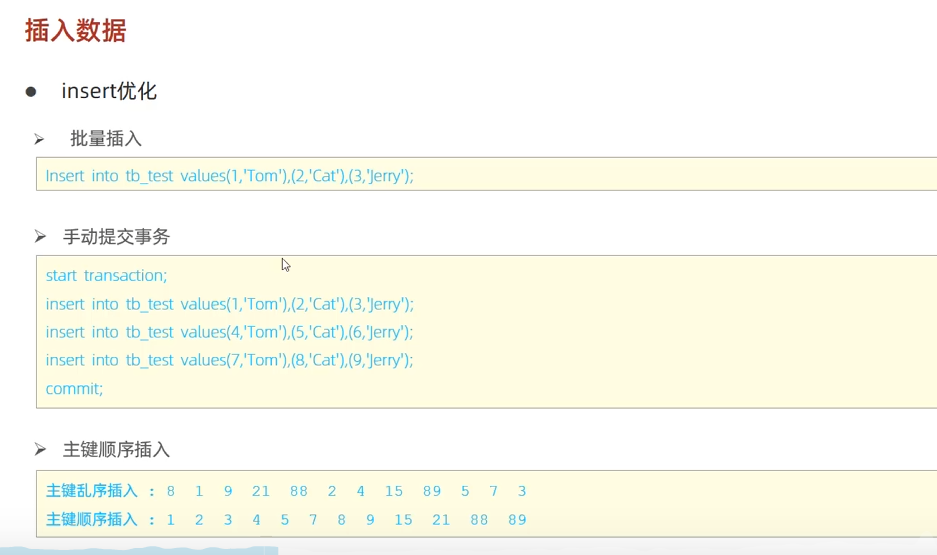 插入数据
insert优化
批量插入
Insert into tb_test values(1,'Tom'),(2,'Cat'),(3,'Jerry');
手动提交事务
start transaction;
insert into tb_test values(1,'Tom'),(2,'Cat'),(3,'Jerry');
insert into tb_test values(4,'Tom'),(5,'Cat'),(6,'Jerry');
insert into tb_test values(7,'Tom'),(8,'Cat'),(9,'Jerry');
commit;
主键顺序插入
主键乱序插入 : 8 1 9 21 88 2 4 15 89 5 7 3
主键顺序插入 : 1 2 3 4 5 7 8 9 15 21 88 89